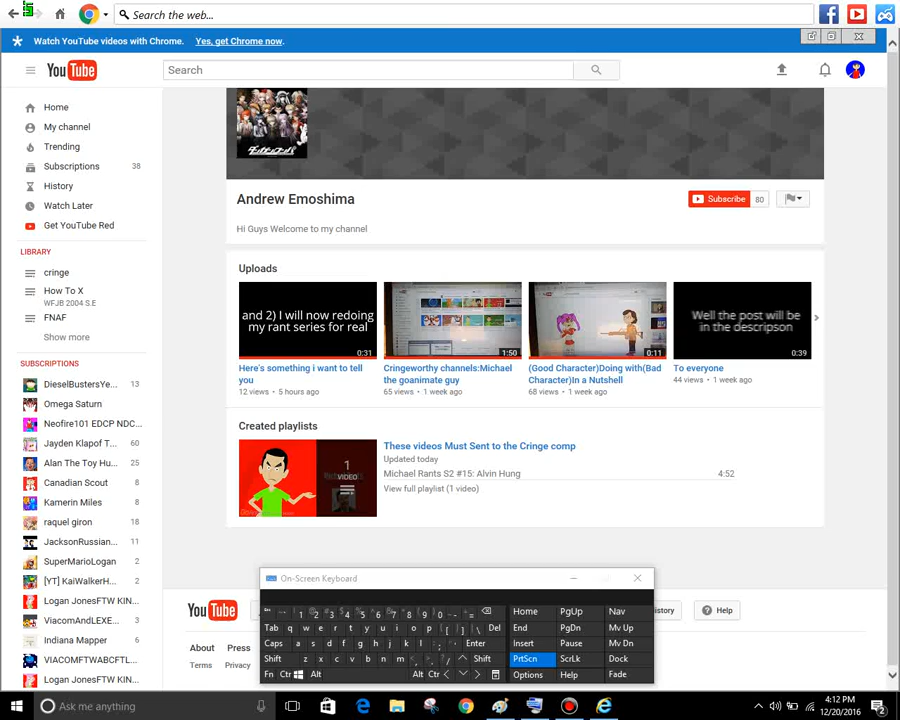 Search the web...
Watch YouTube videos with Chrome. Yes, get Chrome now.
YouTube
Search
Home
My channel
Trending
Subscriptions 38
History
Watch Later
Get YouTube Red
LIBRARY
cringe
How To X
WFJB 2004 S.E
FNAF
Show more
SUBSCRIPTIONS
DieselBustersYe... 13
Omega Saturn
Neofire101 EDCP NDC...
Jayden Klapof T... 60
Alan The Toy Hu... 25
Canadian Scout 8
Kamerin Miles 8
raquel giron 18
JacksonRussian... 11
SuperMarioLogan 2
[YT] KaiWalkerH... 2
Logan JonesFTW KIN...
ViacomAndLEXE...
Indiana Mapper 6
VIACOMFTWABCFTL...
Logan JonesFTW KIN...
ダンガンロンパ
Andrew Emoshima
Subscribe 80
Hi Guys Welcome to my channel
Uploads
and 2) I will now redoing
my rant series for real
0:31
1:50
0:11
Well the post will be
in the descripson
0:39
Here's something i want to tell
you
12 views • 5 hours ago
Cringeworthy channels:Michael
the goanimate guy
65 views • 1 week ago
(Good Character)Doing with(Bad
Character)In a Nutshell
68 views • 1 week ago
To everyone
44 views • 1 week ago
Created playlists
1
VIDEO
These videos Must Sent to the Cringe comp
Updated today
Michael Rants S2 #15: Alvin Hung 4:52
View full playlist (1 video)
YouTube
istory
Help
About Press
Terms Privacy
On-Screen Keyboard
Esc ~ ` 1 2 3 4 5 6 7 8 9 0 - = Home PgUp Nav
Tab q w e r t y u i o p [ ] \ Del End PgDn Mv Up
Caps a s d f g h j k l ; ' Enter Insert Pause Mv Dn
Shift z x c v b n m , . / Shift PrtScn ScrLk Dock
Fn Ctr Alt Alt Ctr Options Help Fade
Ask me anything
4:12 PM
12/20/2016
2